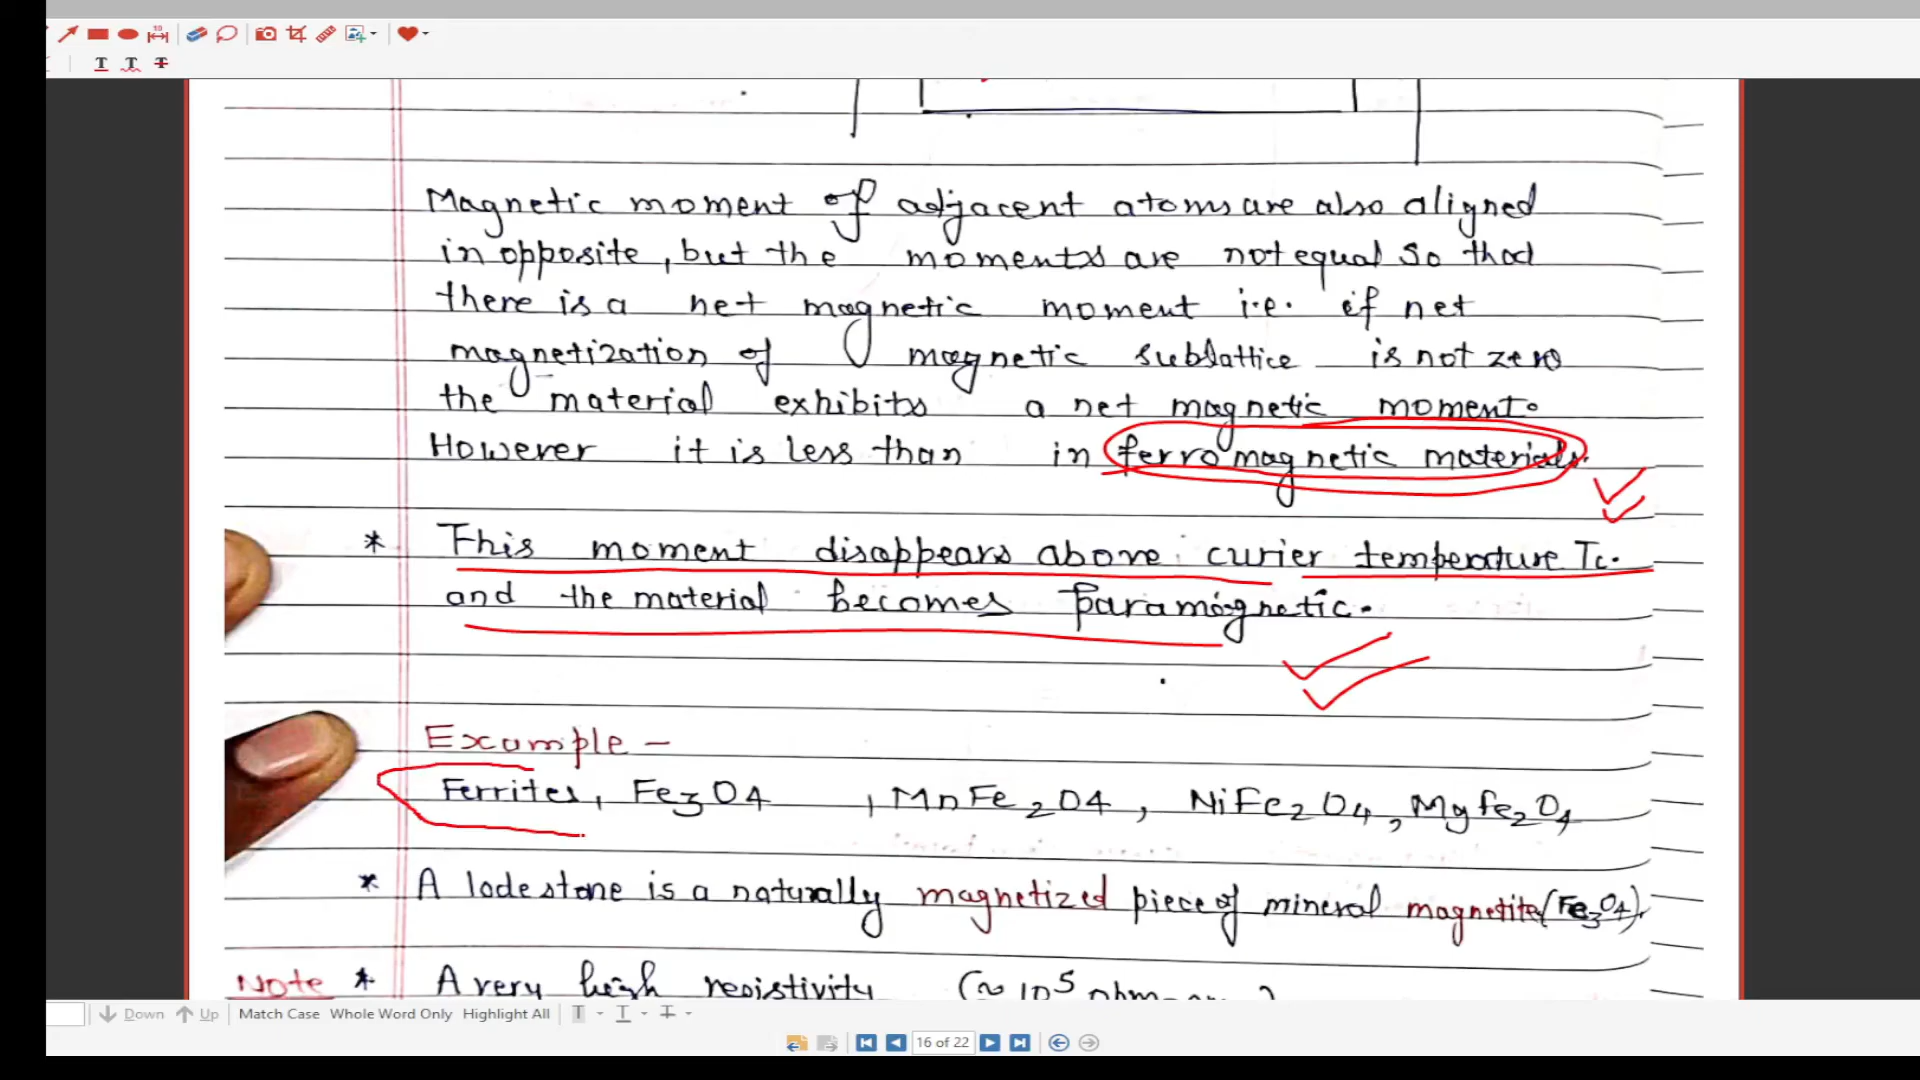 Magnetic moment of adjacent atoms are also aligned
in opposite, but the moments are not equal so that
there is a net magnetic moment i.e. if net
magnetization of magnetic sublattice is not zero
the material exhibits a net magnetic moment.
However it is less than in ferromagnetic materials.
* This moment disappears above curier temperature Tc.
and the material becomes paramagnetic.
Example -
Ferrites, Fe3O4 , MnFe2O4, NiFe2O4, MgFe2O4
* A lodestone is a naturally magnetized piece of mineral magnetite (Fe3O4).
Note * A very high resistivity (~10^5 ohm-
Down Up Match Case Whole Word Only Highlight All T T T
16 of 22